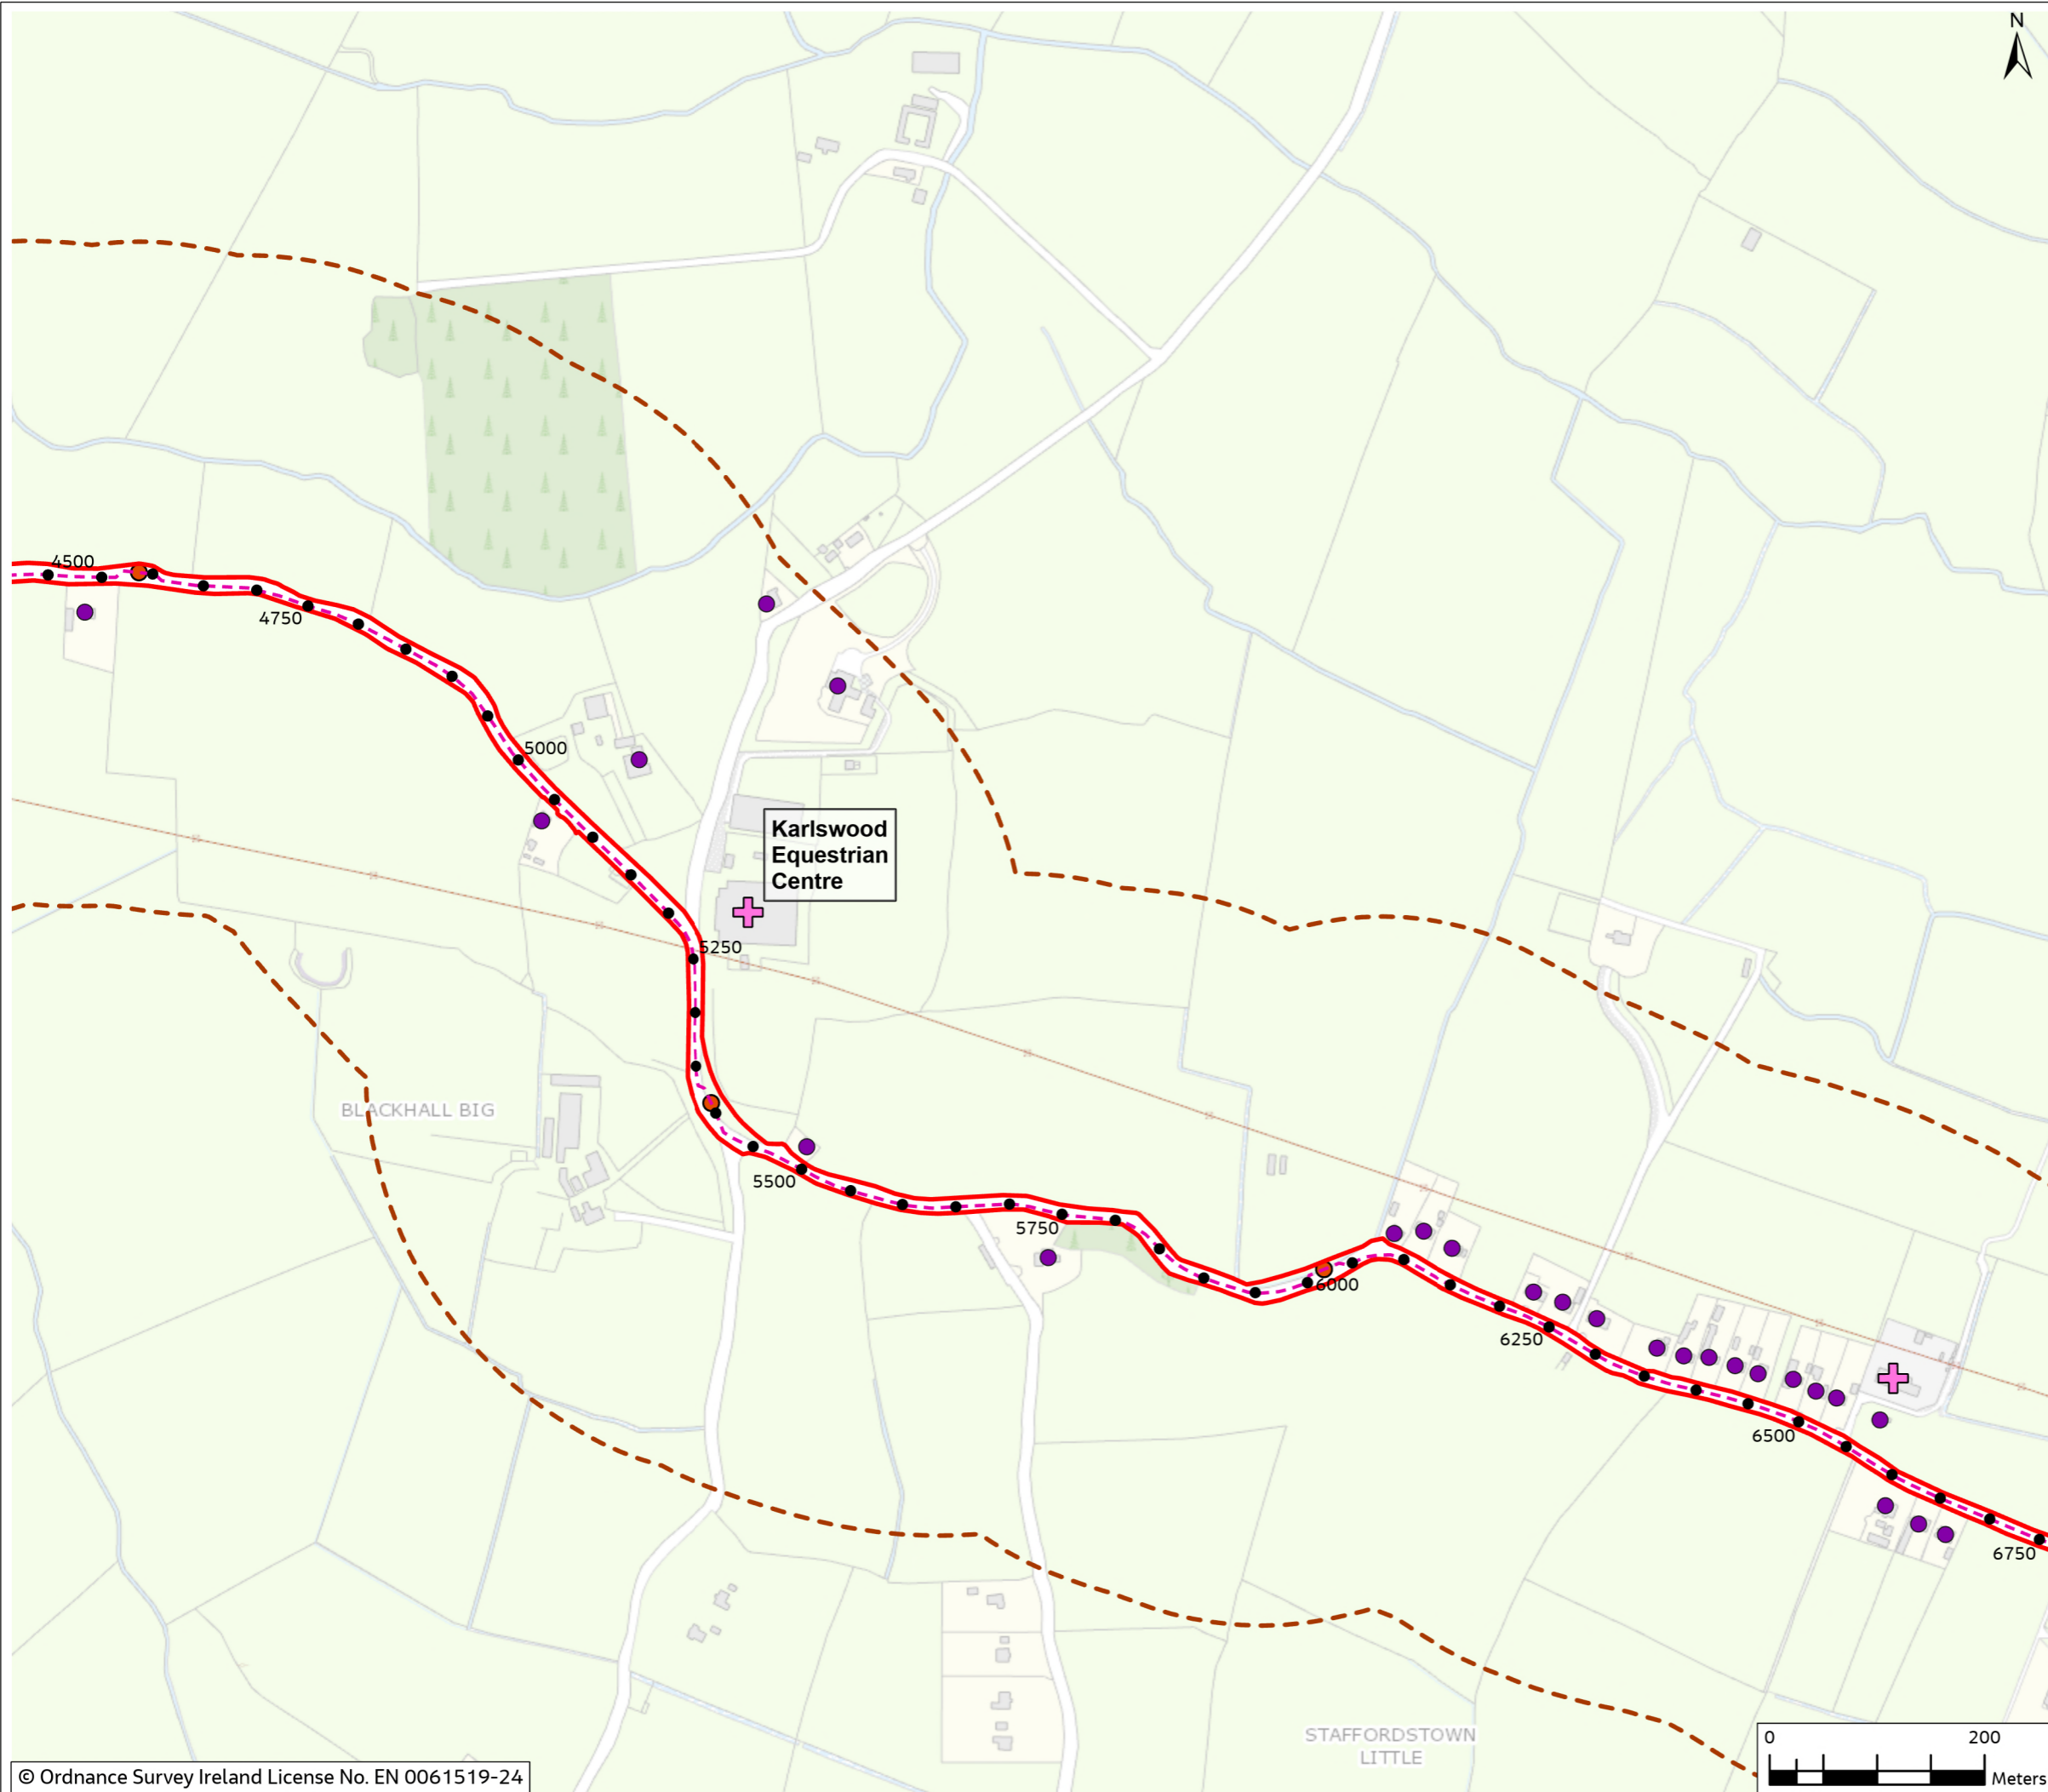 N
4500
4750
5000
Karlswood
Equestrian
Centre
5250
BLACKHALL BIG
5500
5750
6000
6250
6500
6750
STAFFORDSTOWN
LITTLE
0 200
Meters
© Ordnance Survey Ireland License No. EN 0061519-24